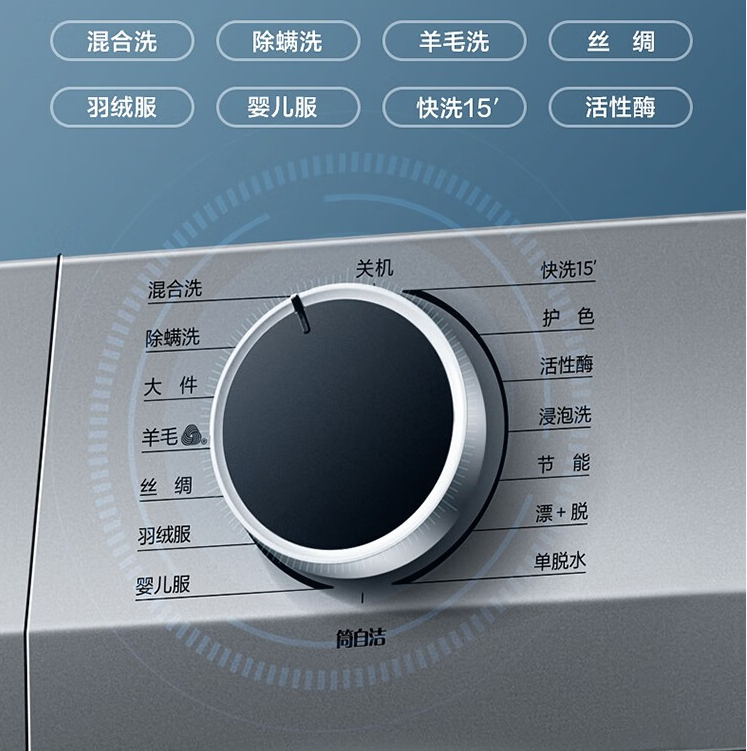 混合洗 除螨洗 羊毛洗 丝 绸
羽绒服 婴儿服 快洗15′ 活性酶
关机
混合洗
除螨洗
大 件
羊毛
丝 绸
羽绒服
婴儿服
快洗15′
护 色
活性酶
浸泡洗
节 能
漂+脱
单脱水
筒自洁